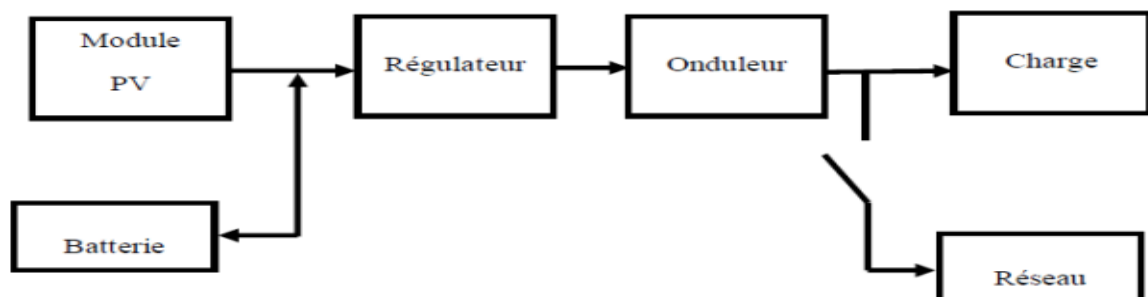 Module
PV
Régulateur
Onduleur
Charge
Batterie
Réseau